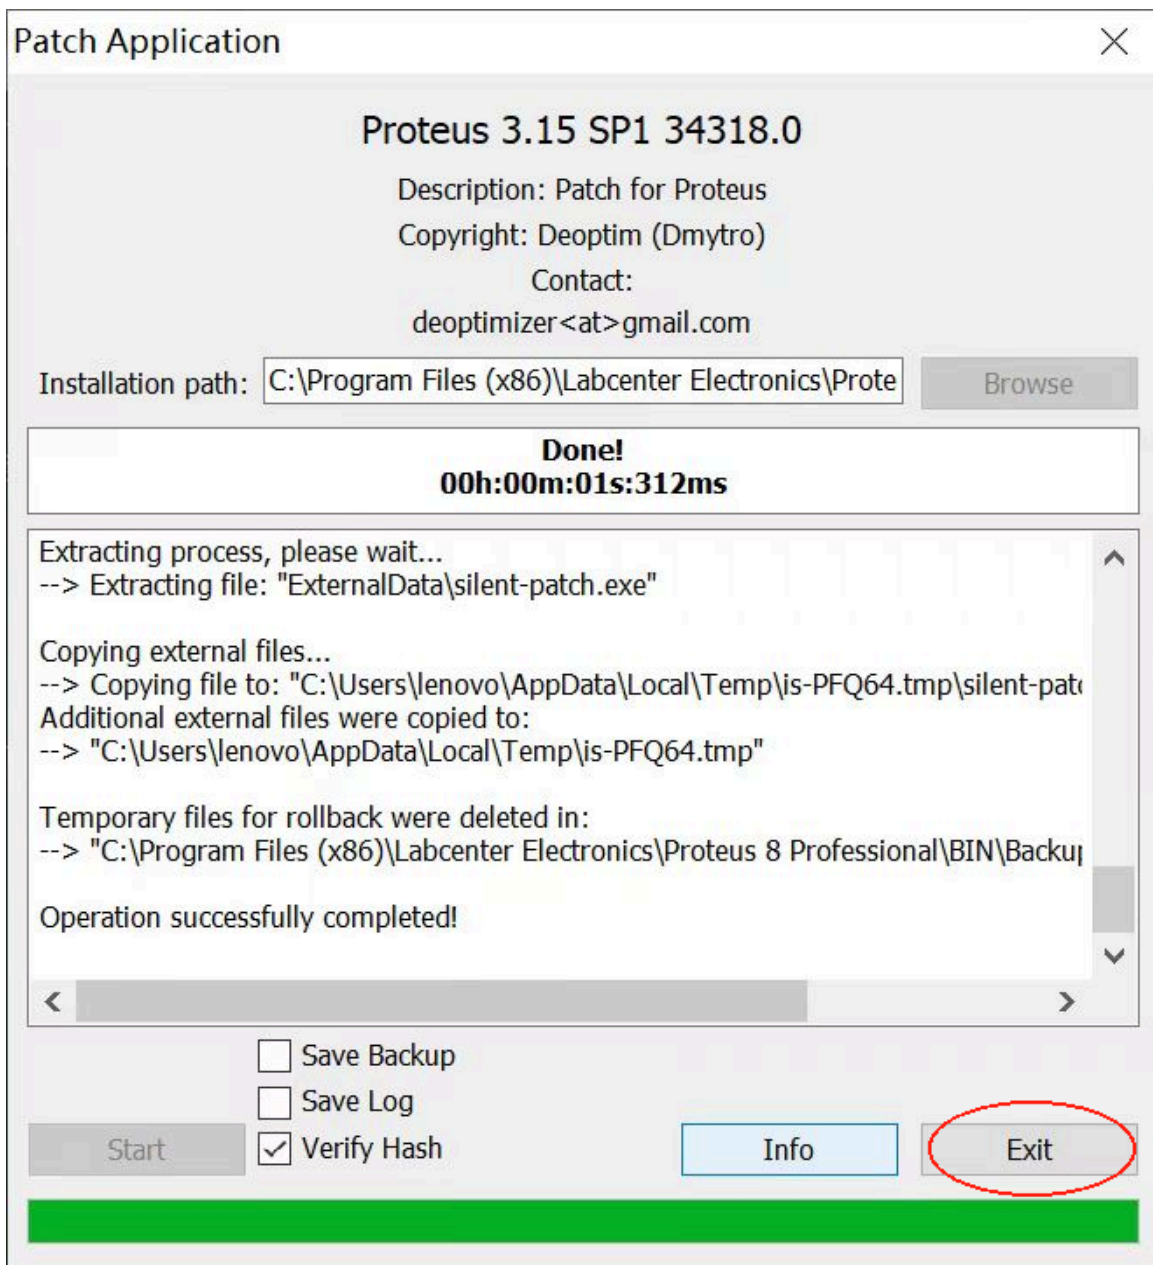 Patch Application
Proteus 3.15 SP1 34318.0
Description: Patch for Proteus
Copyright: Deoptim (Dmytro)
Contact:
deoptimizer<at>gmail.com
Installation path: C:\Program Files (x86)\Labcenter Electronics\Prote Browse
Done!
00h:00m:01s:312ms
Extracting process, please wait...
--> Extracting file: "ExternalData\silent-patch.exe"
Copying external files...
--> Copying file to: "C:\Users\lenovo\AppData\Local\Temp\is-PFQ64.tmp\silent-patc
Additional external files were copied to:
--> "C:\Users\lenovo\AppData\Local\Temp\is-PFQ64.tmp"
Temporary files for rollback were deleted in:
--> "C:\Program Files (x86)\Labcenter Electronics\Proteus 8 Professional\BIN\Backup
Operation successfully completed!
Save Backup
Save Log
Start Verify Hash Info Exit